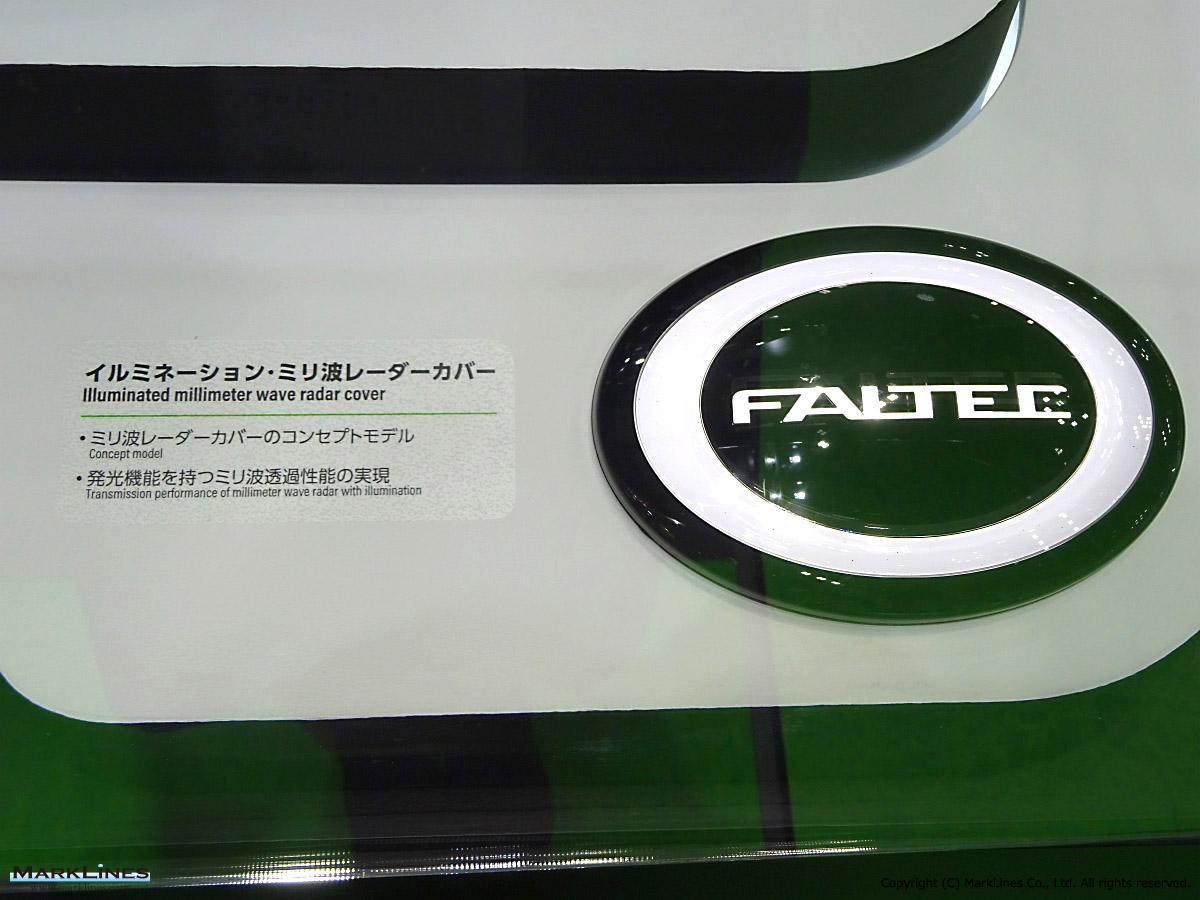 イルミネーション・ミリ波レーダーカバー
Illuminated millimeter wave radar cover
・ミリ波レーダーカバーのコンセプトモデル
Concept model
・発光機能を持つミリ波透過性能の実現
Transmission performance of millimeter wave radar with illumination
FALTEC
MARKLINES
Copyright (C) MarkLines Co., Ltd. All rights reserved.